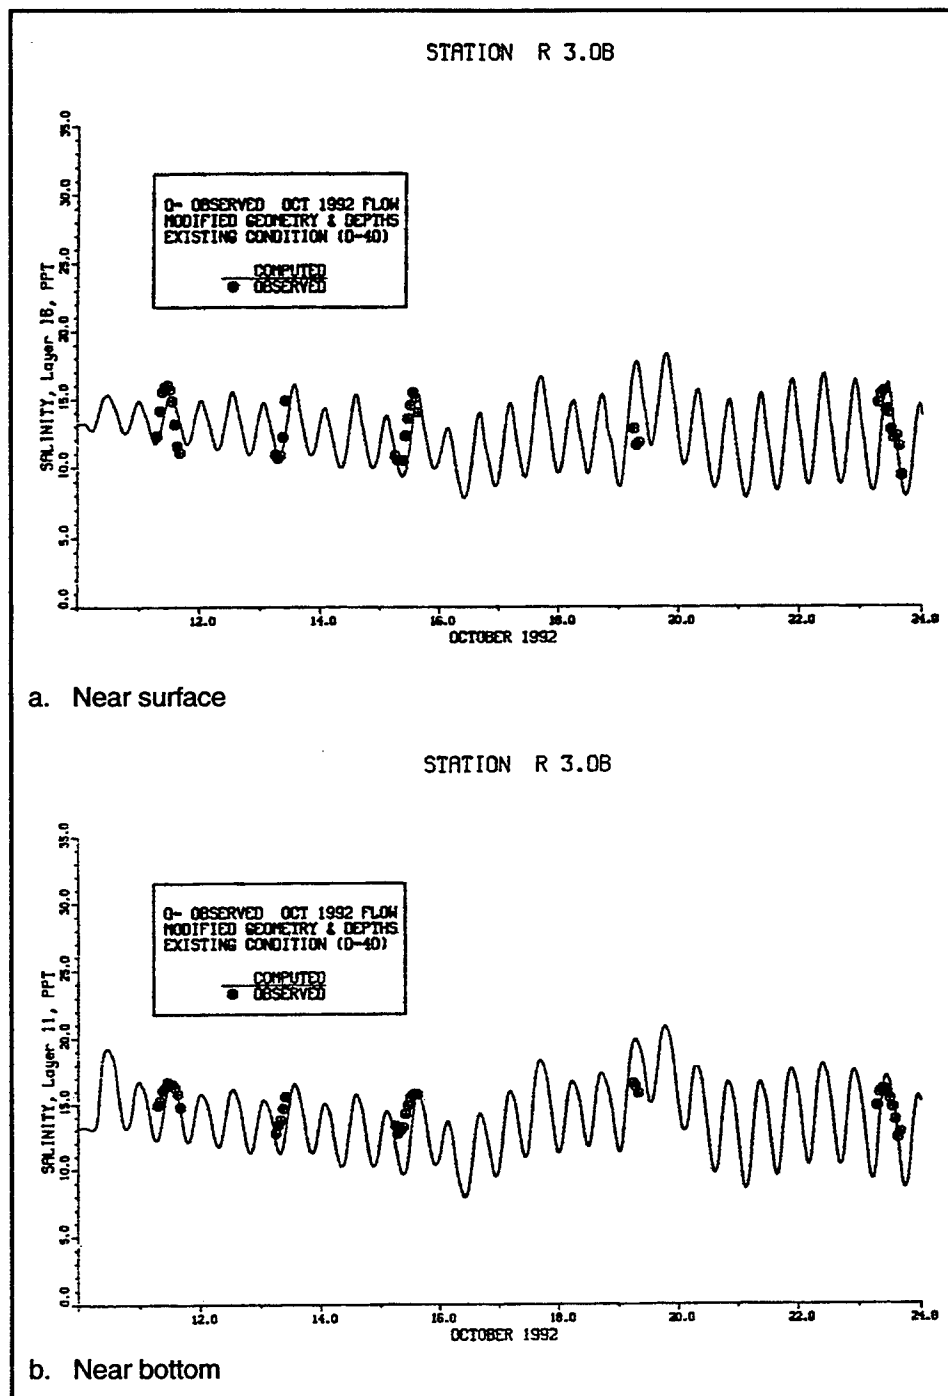 STATION R 3.0B
35.0
30.0
25.0
20.0
15.0
10.0
5.0
0.0
SALINITY, Layer 18, PPT
O- OBSERVED OCT 1992 FLOW
MODIFIED GEOMETRY & DEPTHS
EXISTING CONDITION (D-40)
COMPUTED
OBSERVED
12.0 14.0 16.0 18.0 20.0 22.0 24.0
OCTOBER 1992
a. Near surface
STATION R 3.0B
35.0
30.0
25.0
20.0
15.0
10.0
5.0
0.0
SALINITY, Layer 11, PPT
O- OBSERVED OCT 1992 FLOW
MODIFIED GEOMETRY & DEPTHS
EXISTING CONDITION (D-40)
COMPUTED
OBSERVED
12.0 14.0 16.0 18.0 20.0 22.0 24.0
OCTOBER 1992
b. Near bottom